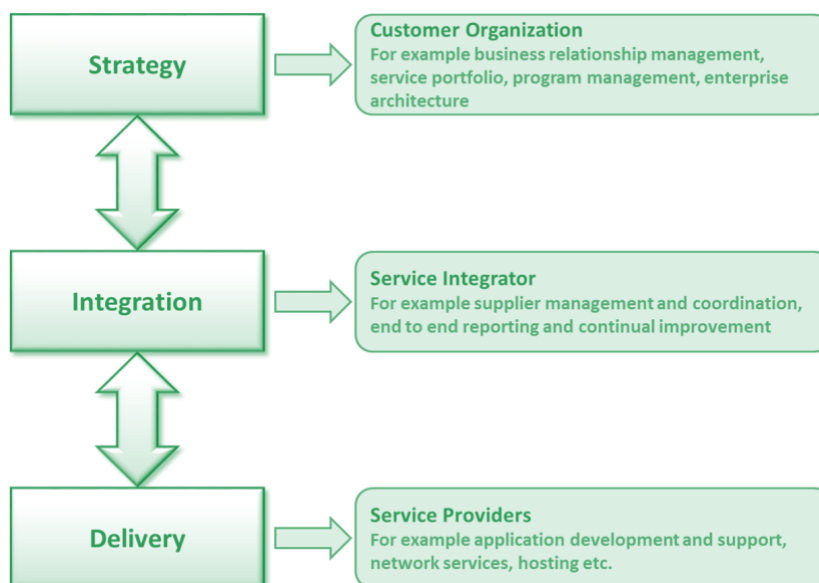 Strategy
Customer Organization
For example business relationship management,
service portfolio, program management, enterprise
architecture
Integration
Service Integrator
For example supplier management and coordination,
end to end reporting and continual improvement
Delivery
Service Providers
For example application development and support,
network services, hosting etc.